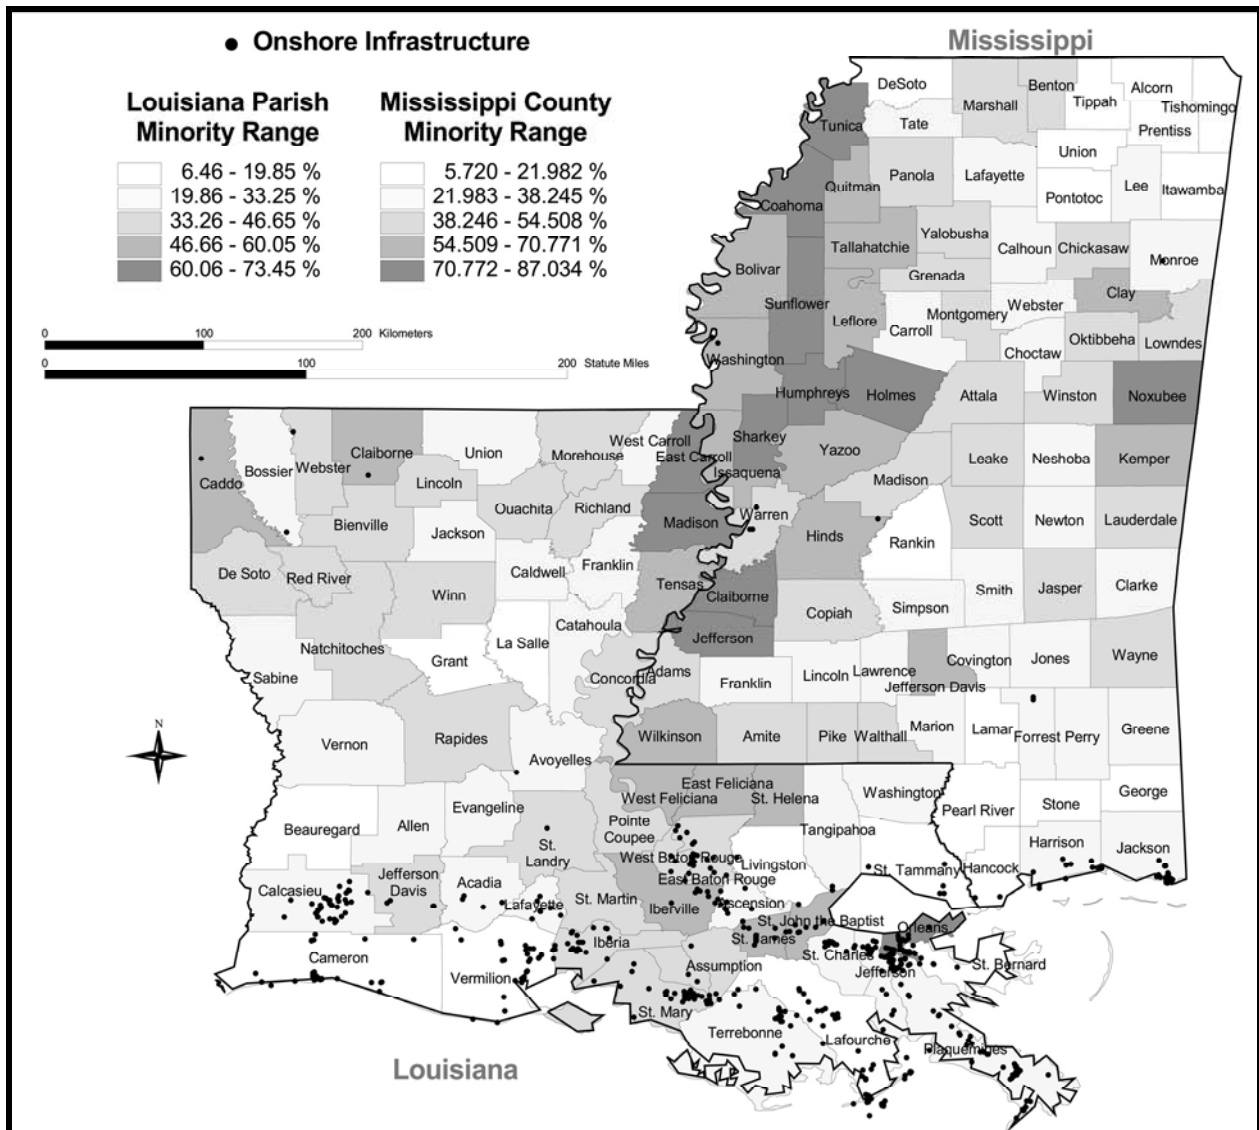 Onshore Infrastructure
Mississippi
Louisiana Parish
Minority Range
6.46 - 19.85 %
19.86 - 33.25 %
33.26 - 46.65 %
46.66 - 60.05 %
60.06 - 73.45 %
Mississippi County
Minority Range
5.720 - 21.982 %
21.983 - 38.245 %
38.246 - 54.508 %
54.509 - 70.771 %
70.772 - 87.034 %
0 100 200 Kilometers
0 100 200 Statute Miles
DeSoto
Marshall
Benton
Tippah
Alcorn
Tishomingo
Prentiss
Tunica
Tate
Union
Quitman
Panola
Lafayette
Lee
Itawamba
Pontotoc
Coahoma
Yalobusha
Tallahatchie
Calhoun
Chickasaw
Monroe
Bolivar
Grenada
Sunflower
Leflore
Webster
Clay
Montgomery
Carroll
Choctaw
Oktibbeha
Lowndes
Washington
Humphreys
Holmes
Attala
Winston
Noxubee
Sharkey
Issaquena
Yazoo
Leake
Neshoba
Kemper
Madison
Warren
Hinds
Rankin
Scott
Newton
Lauderdale
Claiborne
Copiah
Simpson
Smith
Jasper
Clarke
Jefferson
Adams
Franklin
Lincoln
Lawrence
Jefferson Davis
Covington
Jones
Wayne
Wilkinson
Amite
Pike
Walthall
Marion
Lamar
Forrest
Perry
Greene
Pearl River
Stone
George
Hancock
Harrison
Jackson
Caddo
Bossier
Webster
Claiborne
Union
Morehouse
West Carroll
East Carroll
Lincoln
Ouachita
Richland
Madison
Bienville
Jackson
Caldwell
Franklin
Tensas
De Soto
Red River
Winn
Catahoula
La Salle
Natchitoches
Grant
Sabine
Concordia
N
Vernon
Rapides
Avoyelles
West Feliciana
East Feliciana
St. Helena
Washington
Tangipahoa
Beauregard
Allen
Evangeline
St.
Landry
Pointe
Coupee
West Baton Rouge
East Baton Rouge
Livingston
St. Tammany
Calcasieu
Jefferson
Davis
Acadia
Lafayette
St. Martin
Iberville
Ascension
St. John the Baptist
St. James
Orleans
Cameron
Vermilion
Iberia
Assumption
St. Charles
Jefferson
St. Bernard
St. Mary
Terrebonne
Lafourche
Plaquemines
Louisiana